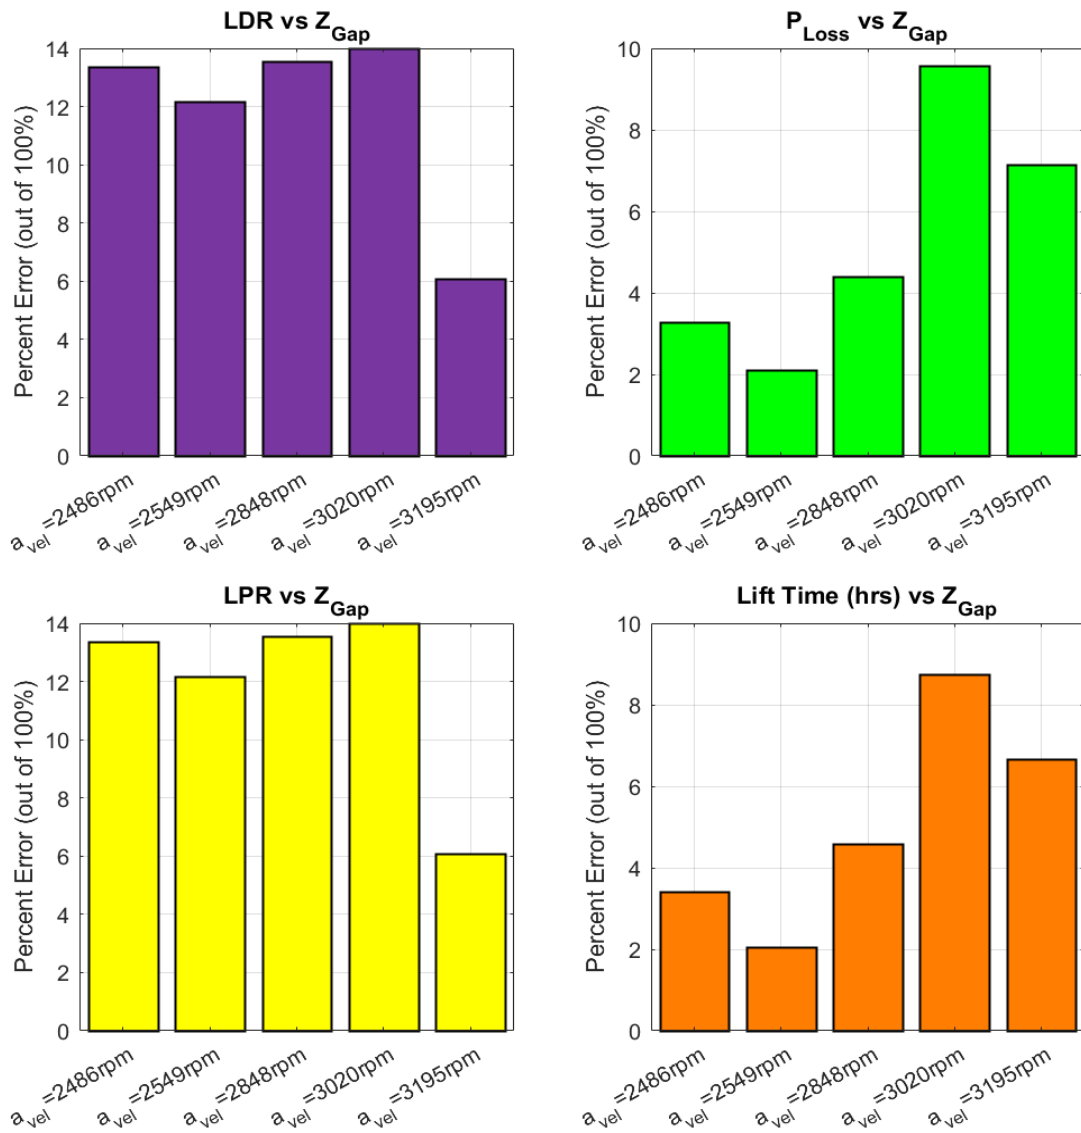 LDR vs Z_Gap
Percent Error (out of 100%)
14
12
10
8
6
4
2
0
a_vel=2486rpm
a_vel=2549rpm
a_vel=2848rpm
a_vel=3020rpm
a_vel=3195rpm
P_Loss vs Z_Gap
Percent Error (out of 100%)
10
8
6
4
2
0
a_vel=2486rpm
a_vel=2549rpm
a_vel=2848rpm
a_vel=3020rpm
a_vel=3195rpm
LPR vs Z_Gap
Percent Error (out of 100%)
14
12
10
8
6
4
2
0
a_vel=2486rpm
a_vel=2549rpm
a_vel=2848rpm
a_vel=3020rpm
a_vel=3195rpm
Lift Time (hrs) vs Z_Gap
Percent Error (out of 100%)
10
8
6
4
2
0
a_vel=2486rpm
a_vel=2549rpm
a_vel=2848rpm
a_vel=3020rpm
a_vel=3195rpm